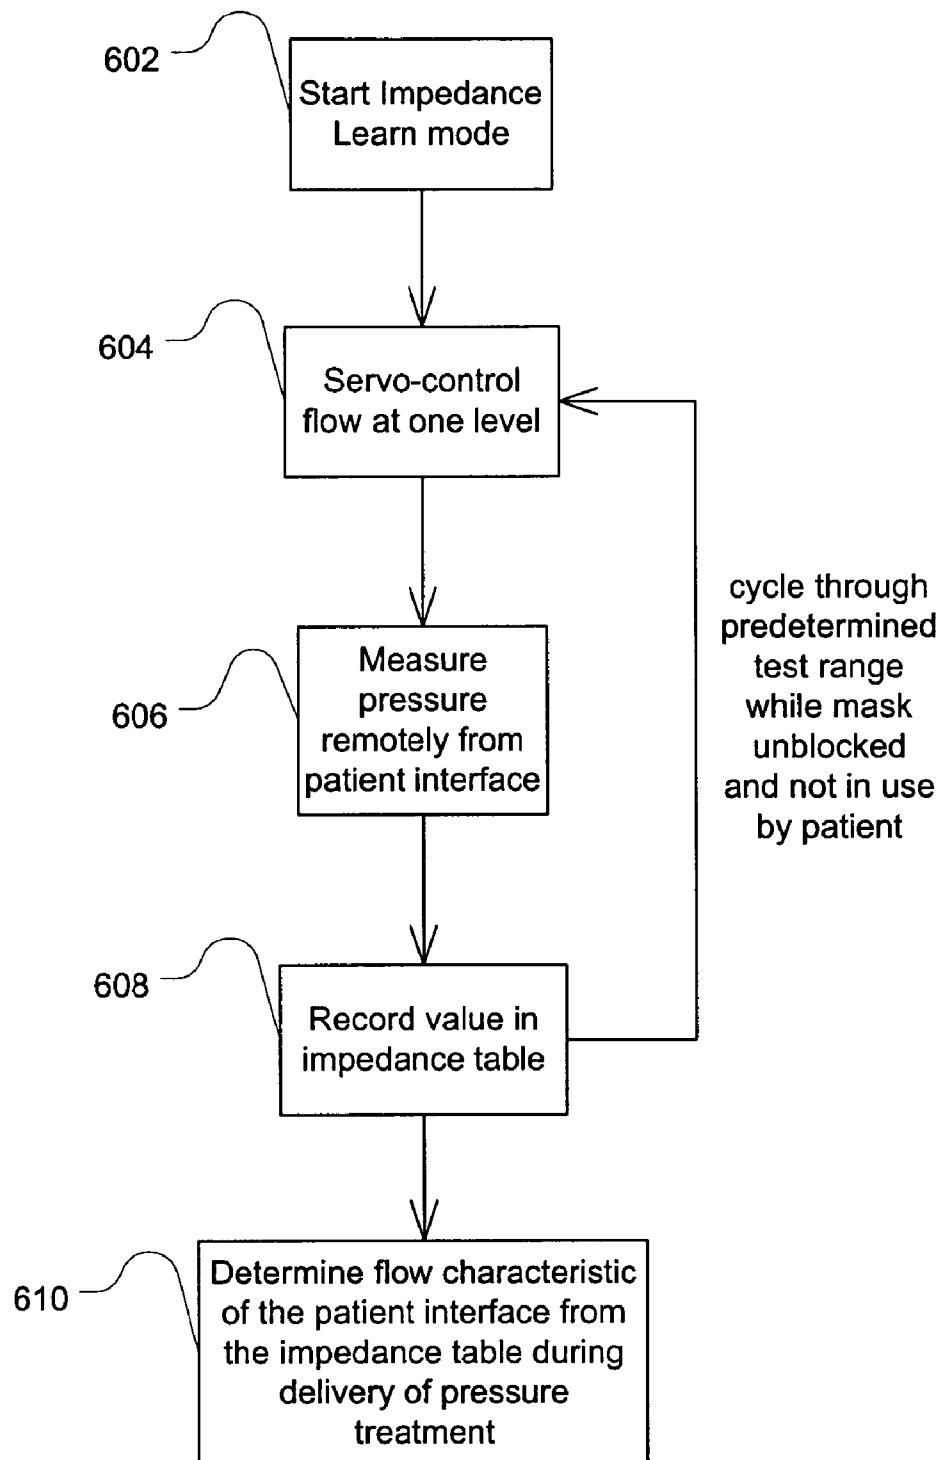 602
Start Impedance
Learn mode
604
Servo-control
flow at one level
cycle through
predetermined
test range
while mask
unblocked
and not in use
by patient
606
Measure
pressure
remotely from
patient interface
608
Record value in
impedance table
610
Determine flow characteristic
of the patient interface from
the impedance table during
delivery of pressure
treatment